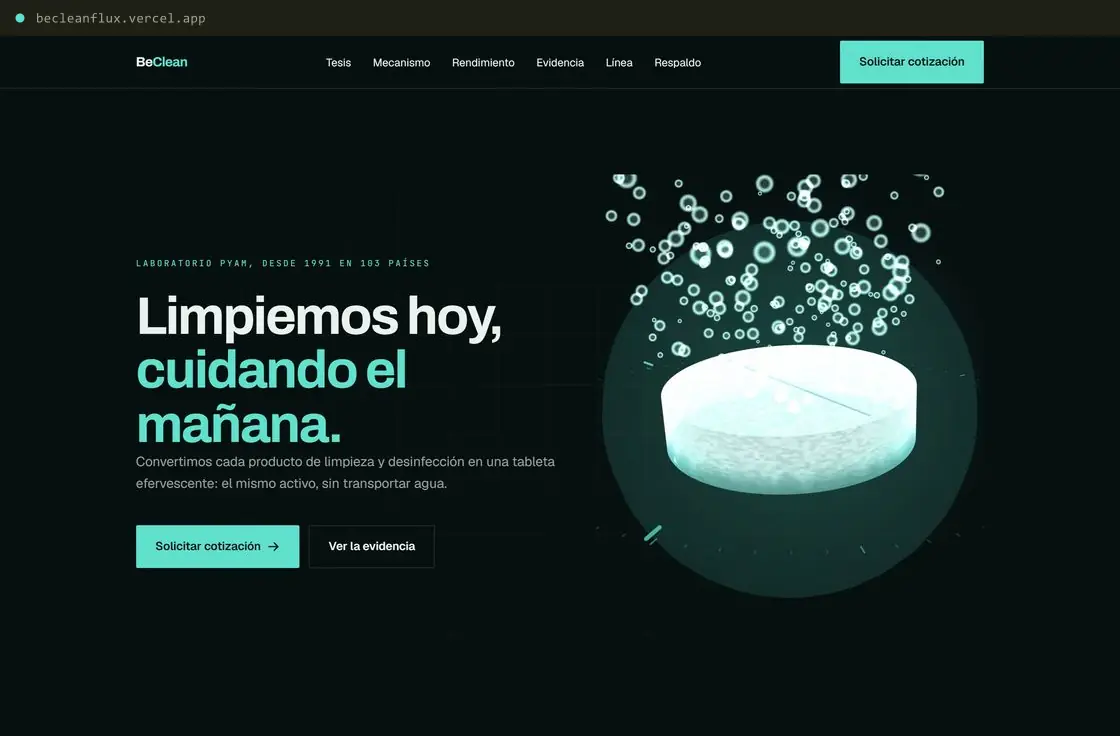 becleanflux.vercel.app
BeClean
Tesis
Mecanismo
Rendimiento
Evidencia
Línea
Respaldo
Solicitar cotización
LABORATORIO PYAM, DESDE 1991 EN 103 PAÍSES
Limpiemos hoy,
cuidando el
mañana.
Convertimos cada producto de limpieza y desinfección en una tableta
efervescente: el mismo activo, sin transportar agua.
Solicitar cotización →
Ver la evidencia